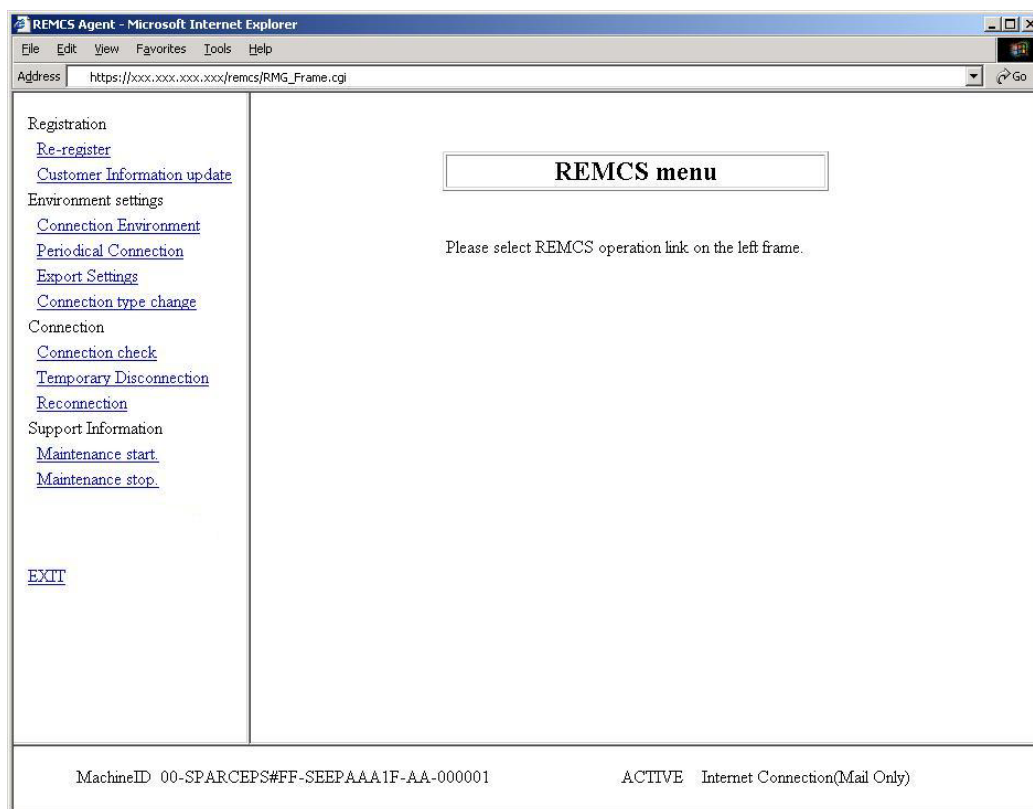 REMCS Agent - Microsoft Internet Explorer
File Edit View Favorites Tools Help
Address https://xxx.xxx.xxx.xxx/remcs/RMG_Frame.cgi Go
Registration
Re-register
Customer Information update
Environment settings
Connection Environment
Periodical Connection
Export Settings
Connection type change
Connection
Connection check
Temporary Disconnection
Reconnection
Support Information
Maintenance start.
Maintenance stop.
EXIT
REMCS menu
Please select REMCS operation link on the left frame.
MachineID 00-SPARCEPS#FF-SEEPAAA1F-AA-000001 ACTIVE Internet Connection(Mail Only)